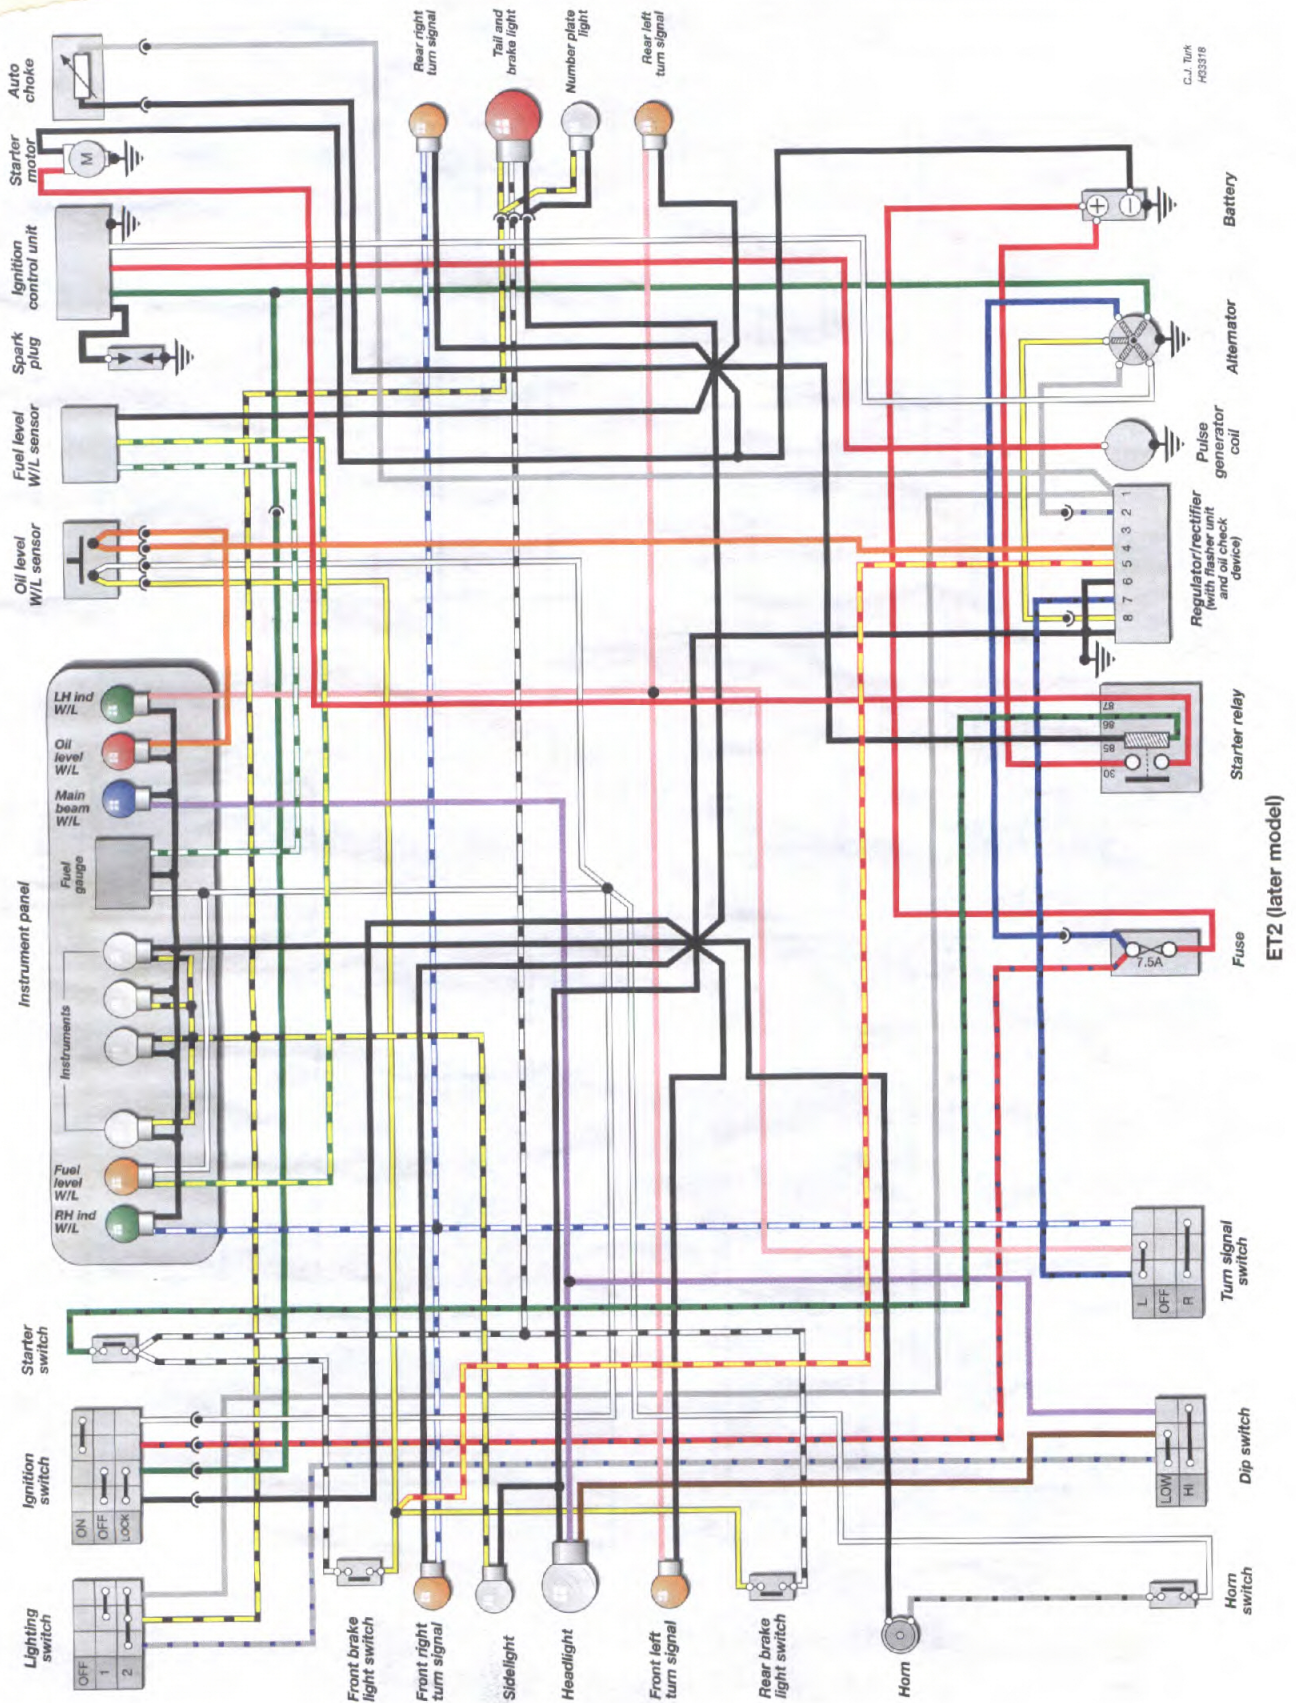 Auto
choke
Starter
motor
Ignition
control unit
Spark
plug
Fuel level
W/L sensor
Oil level
W/L sensor
Instrument panel
LH ind
W/L
Oil
level
W/L
Main
beam
W/L
Fuel
gauge
Instruments
Fuel
level
W/L
RH ind
W/L
Starter
switch
Ignition
switch
ON
OFF
LOCK
Lighting
switch
OFF
1
2
M
Rear right
turn signal
Tail and
brake light
Number plate
light
Rear left
turn signal
Front brake
light switch
Front right
turn signal
Sidelight
Headlight
Front left
turn signal
Rear brake
light switch
Horn
C.J. Turk
H33318
+
−
Battery
Alternator
Pulse
generator
coil
1
2
3
4
5
6
7
8
Regulator/rectifier
(with flasher unit
and oil check
device)
87
86
85
30
Starter relay
7.5A
Fuse
L
OFF
R
Turn signal
switch
LOW
HI
Dip switch
Horn
switch
ET2 (later model)